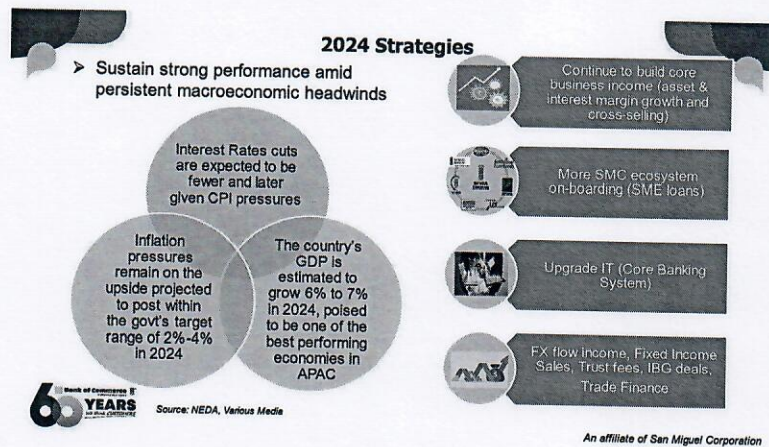 2024 Strategies
➢ Sustain strong performance amid
persistent macroeconomic headwinds
Interest Rates cuts
are expected to be
fewer and later
given CPI pressures
Inflation
pressures
remain on the
upside projected
to post within
the govt's target
range of 2%-4%
in 2024
The country's
GDP is
estimated to
grow 6% to 7%
in 2024, poised
to be one of the
best performing
economies in
APAC
Continue to build core
business income (asset &
interest margin growth and
cross-selling)
More SMC ecosystem
on-boarding (SME loans)
Upgrade IT (Core Banking
System)
FX flow income, Fixed Income
Sales, Trust fees, IBG deals,
Trade Finance
Bank of Commerce
60 YEARS
Source: NEDA, Various Media
An affiliate of San Miguel Corporation